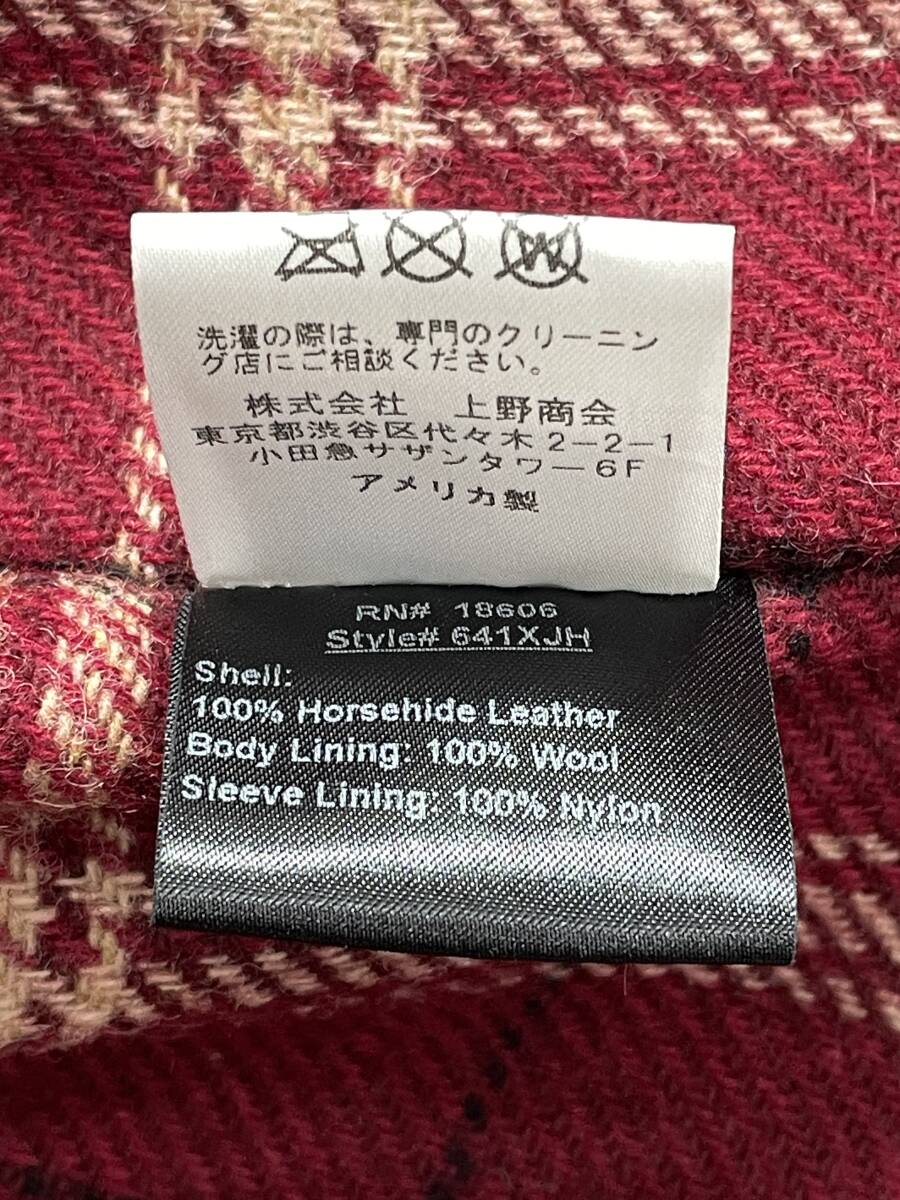 洗濯の際は、専門のクリーニン
グ店にご相談ください。
株式会社 上野商会
東京都渋谷区代々木2-2-1
小田急サザンタワー6F
アメリカ製
RN# 18606
Style# 641XJH
Shell:
100% Horsehide Leather
Body Lining: 100% Wool
Sleeve Lining: 100% Nylon